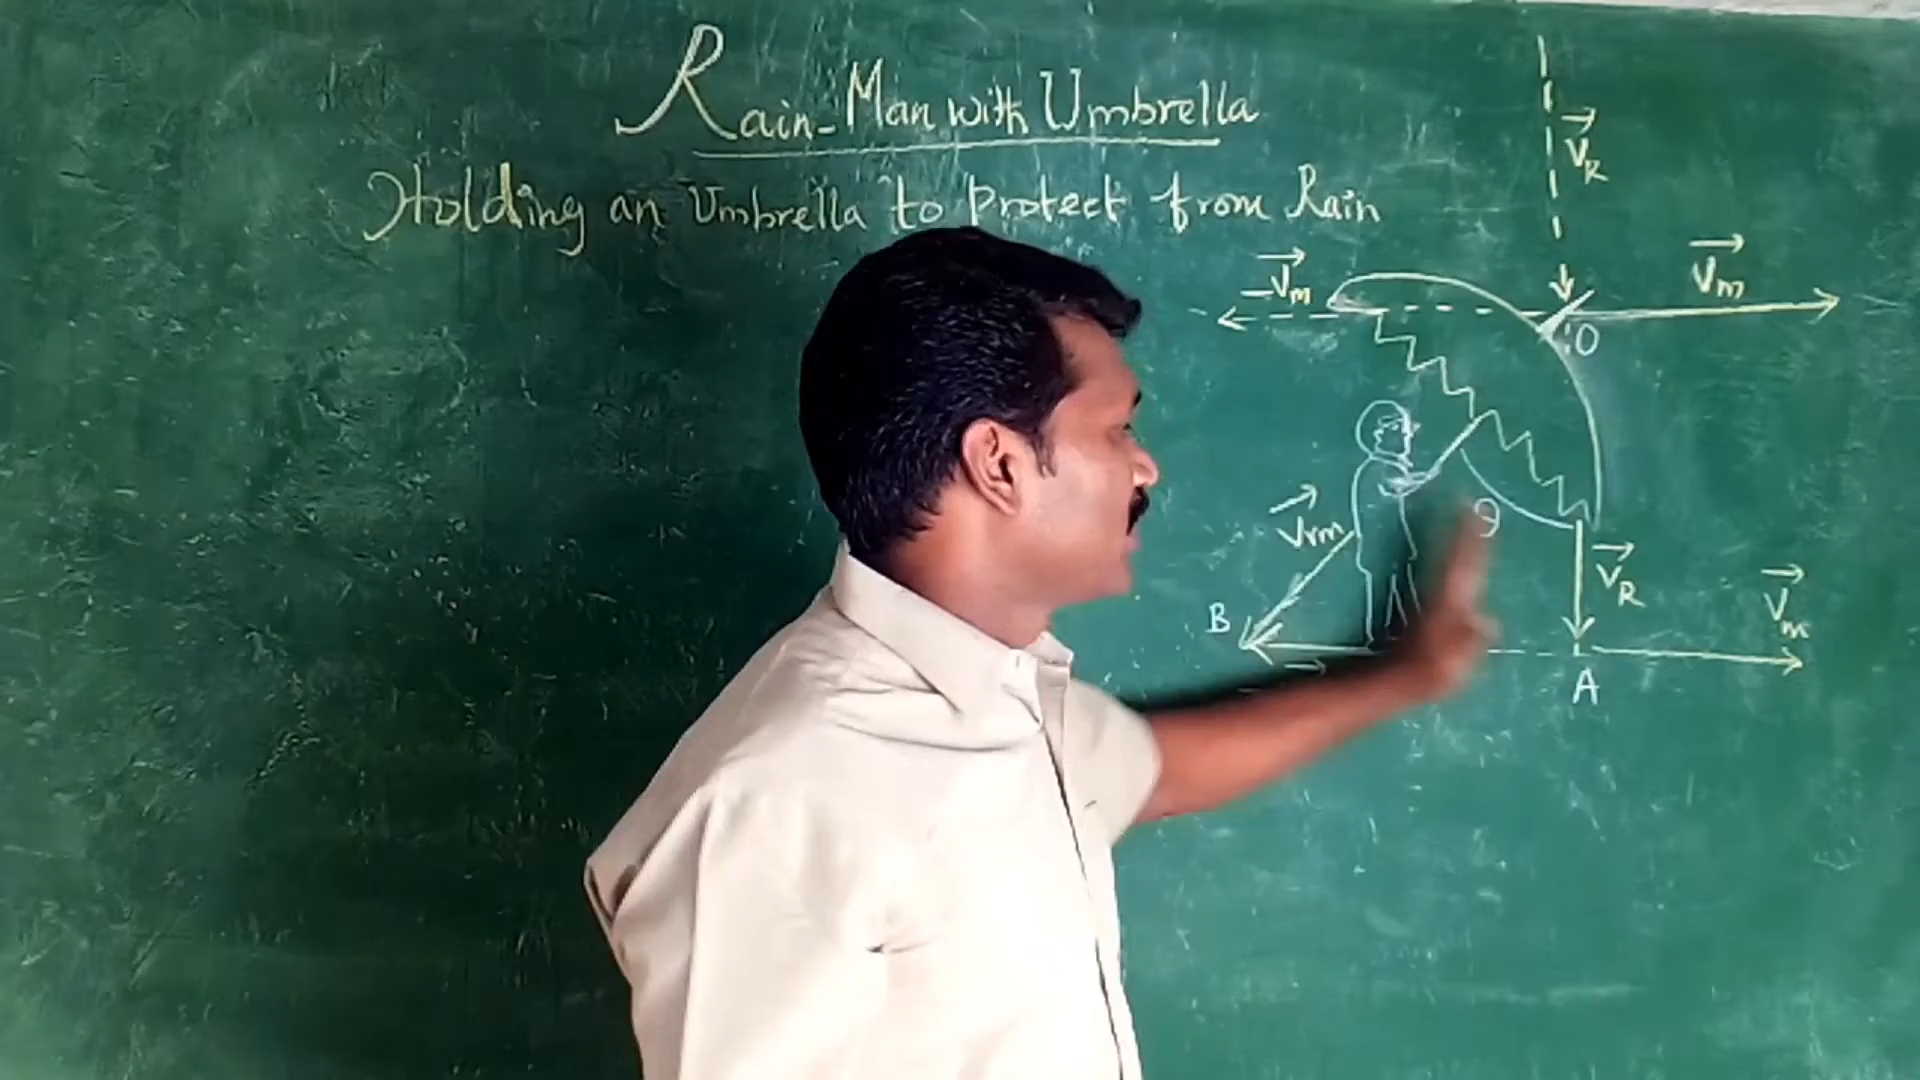 Rain-Man with Umbrella
Holding an Umbrella to Protect from Rain
V_R
-V_m
V_m
O
θ
V_rm
V_R
V_m
B
A